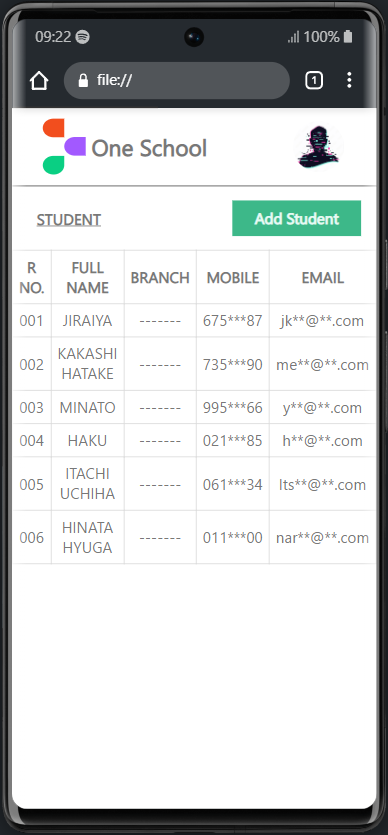 09:22 100%
file:// 1
One School
STUDENT Add Student
R NO. FULL NAME BRANCH MOBILE EMAIL
001 JIRAIYA ------- 675***87 jk**@**.com
002 KAKASHI HATAKE ------- 735***90 me**@**.com
003 MINATO ------- 995***66 y**@**.com
004 HAKU ------- 021***85 h**@**.com
005 ITACHI UCHIHA ------- 061***34 Its**@**.com
006 HINATA HYUGA ------- 011***00 nar**@**.com